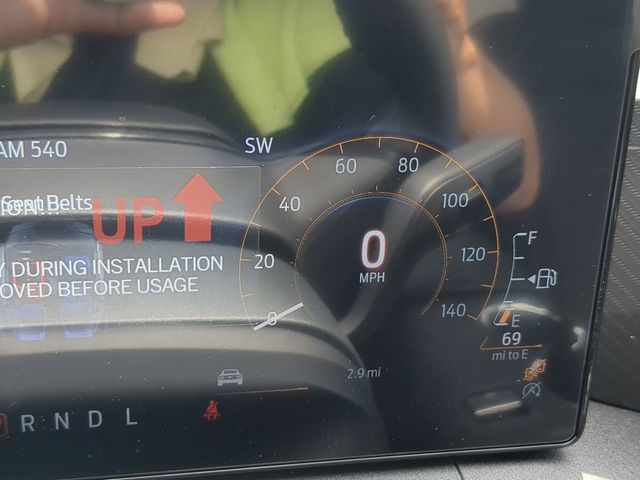 AM 540
SW
Seat Belts
ION...
UP
Y DURING INSTALLATION
OVED BEFORE USAGE
0
20
40
60
80
100
120
140
0
MPH
F
E
69
mi to E
2.9 mi
R N D L